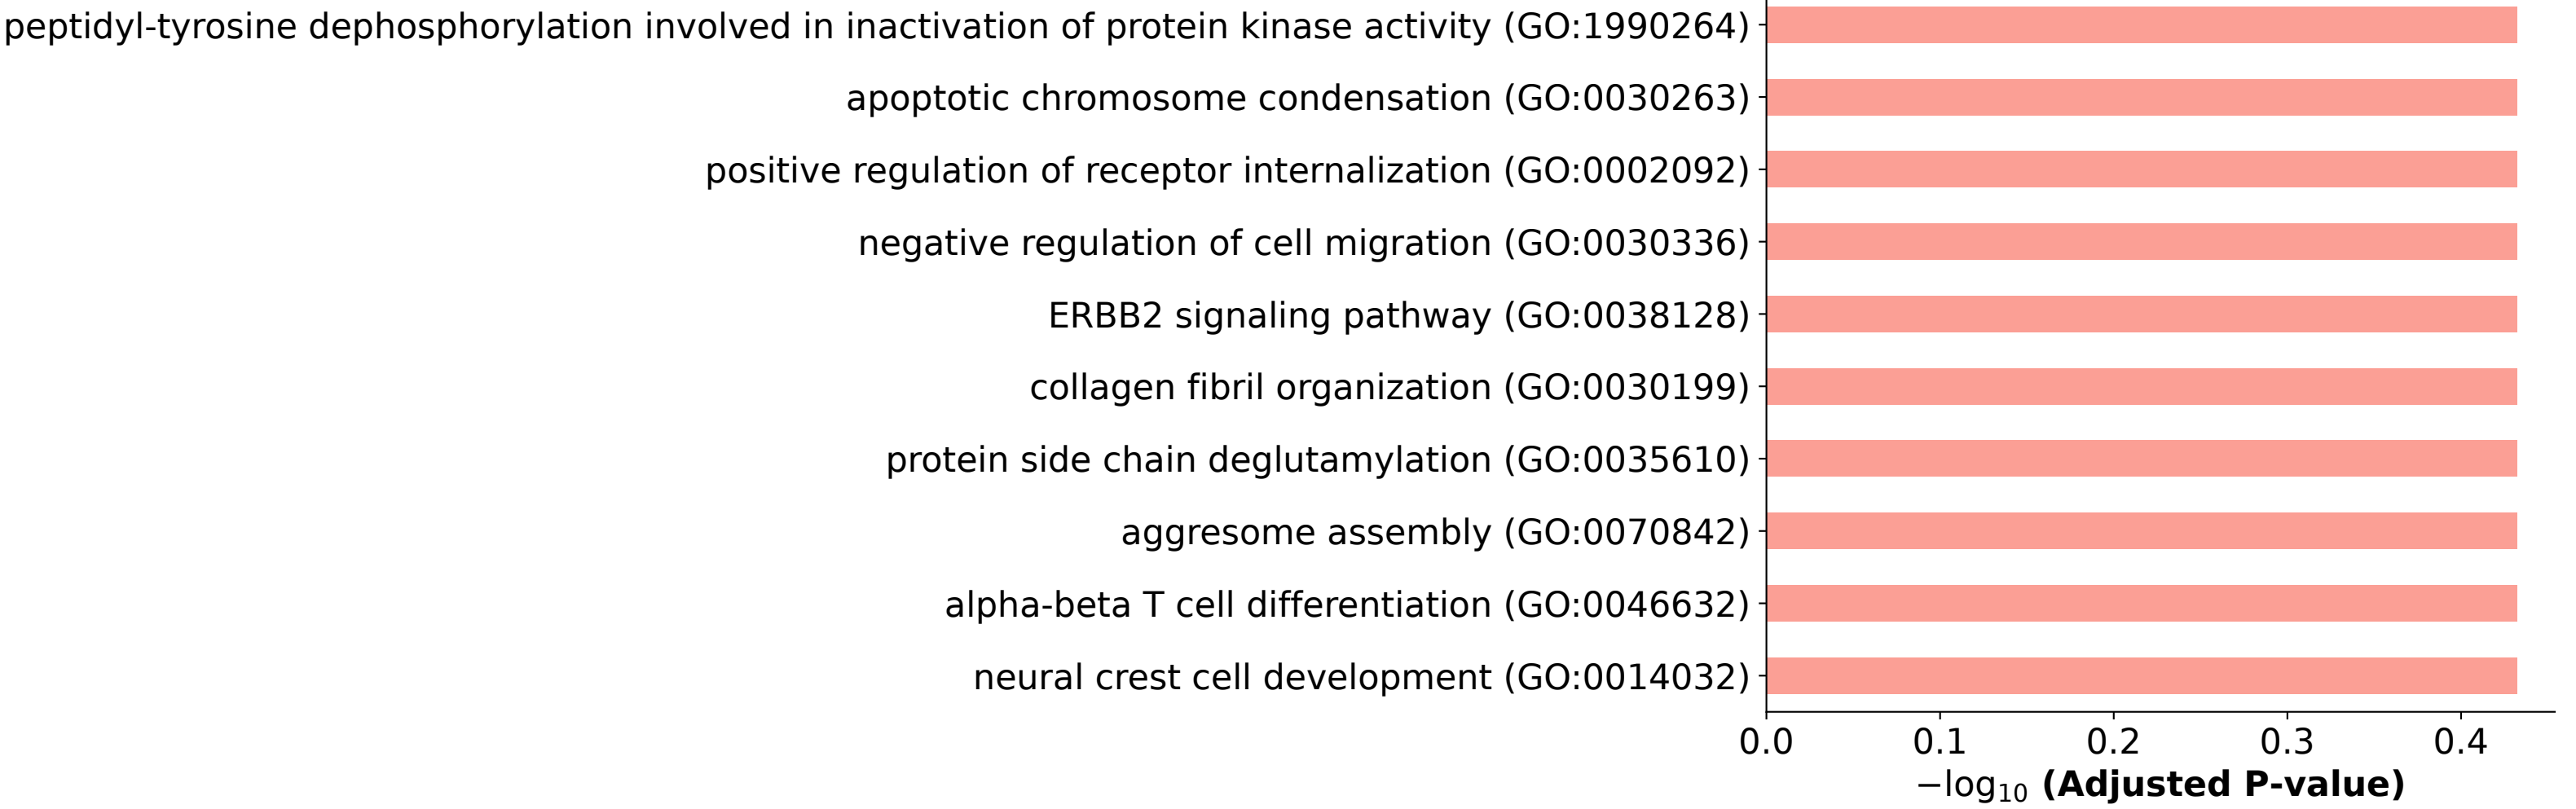 peptidyl-tyrosine dephosphorylation involved in inactivation of protein kinase activity (GO:1990264)
apoptotic chromosome condensation (GO:0030263)
positive regulation of receptor internalization (GO:0002092)
negative regulation of cell migration (GO:0030336)
ERBB2 signaling pathway (GO:0038128)
collagen fibril organization (GO:0030199)
protein side chain deglutamylation (GO:0035610)
aggresome assembly (GO:0070842)
alpha-beta T cell differentiation (GO:0046632)
neural crest cell development (GO:0014032)
0.0 0.1 0.2 0.3 0.4
−log₁₀ (Adjusted P-value)